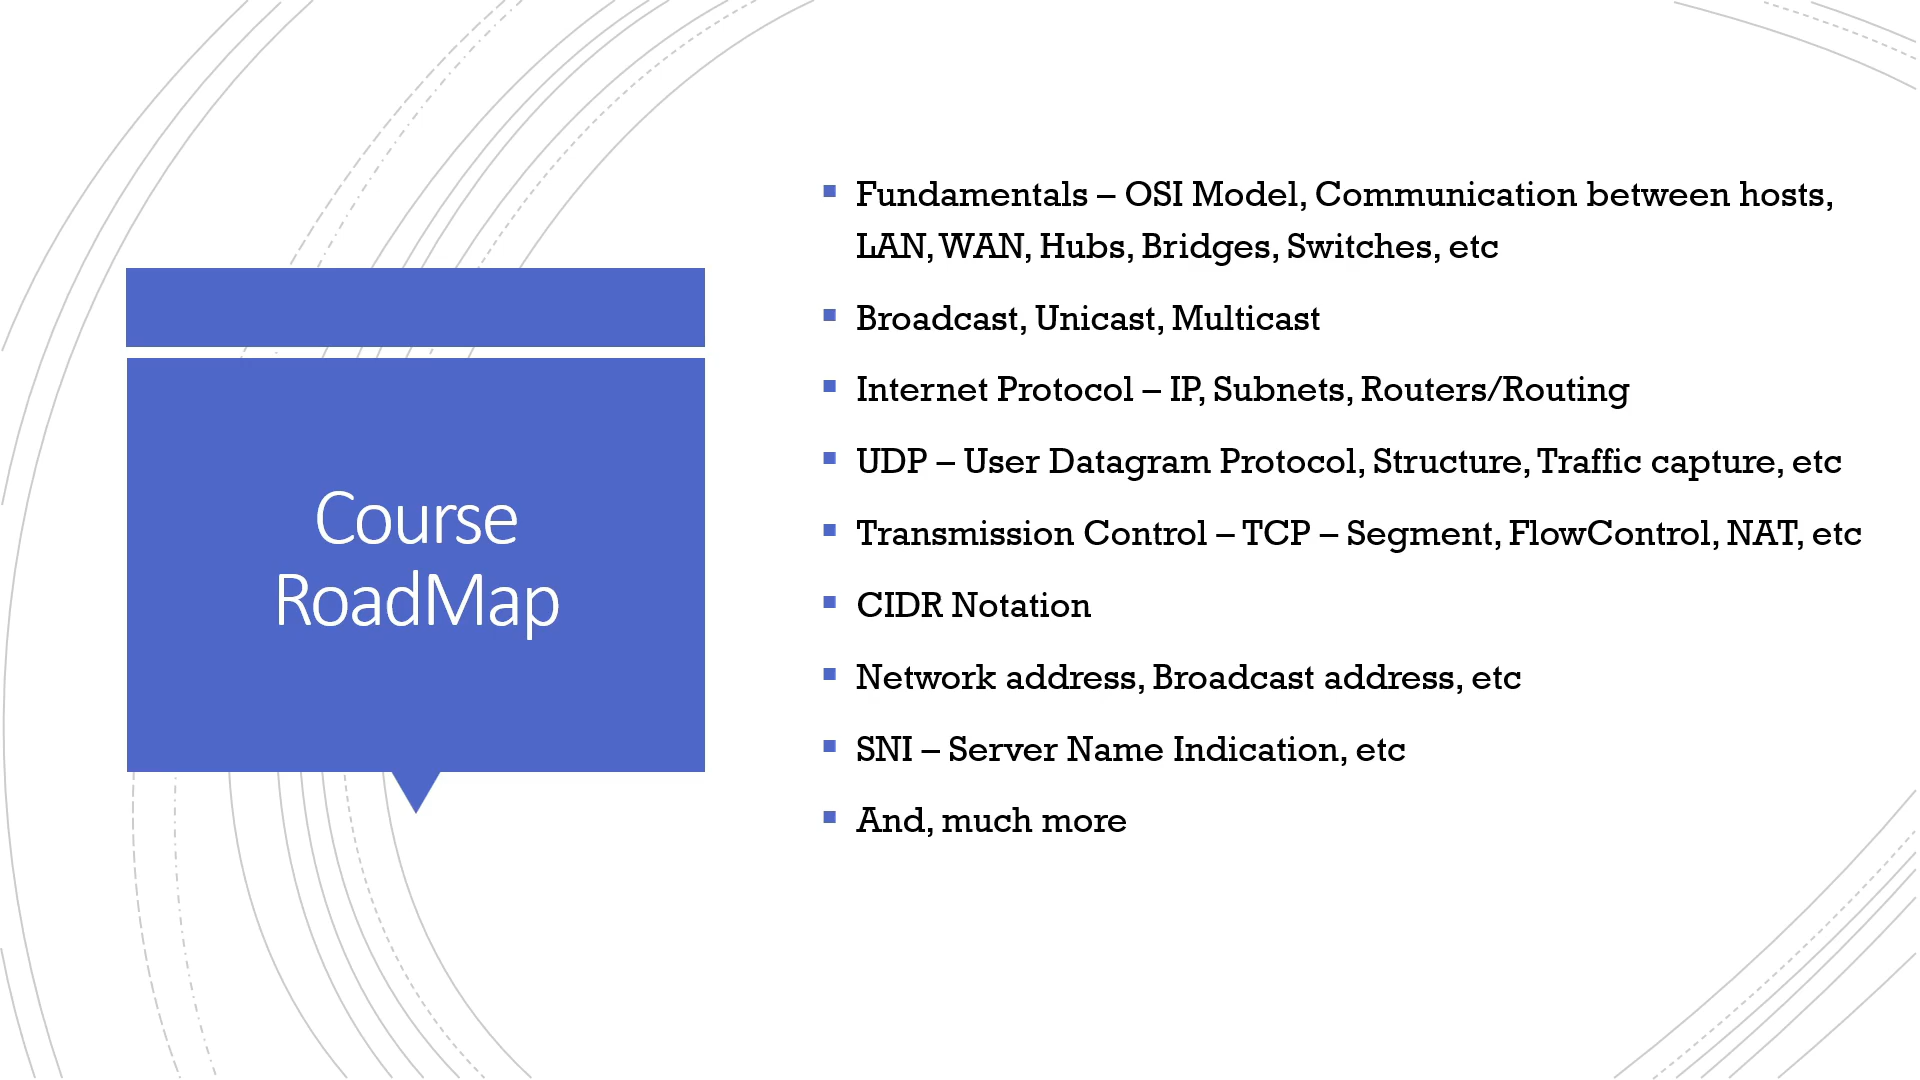 Course
RoadMap
Fundamentals – OSI Model, Communication between hosts,
LAN, WAN, Hubs, Bridges, Switches, etc
Broadcast, Unicast, Multicast
Internet Protocol – IP, Subnets, Routers/Routing
UDP – User Datagram Protocol, Structure, Traffic capture, etc
Transmission Control – TCP – Segment, FlowControl, NAT, etc
CIDR Notation
Network address, Broadcast address, etc
SNI – Server Name Indication, etc
And, much more